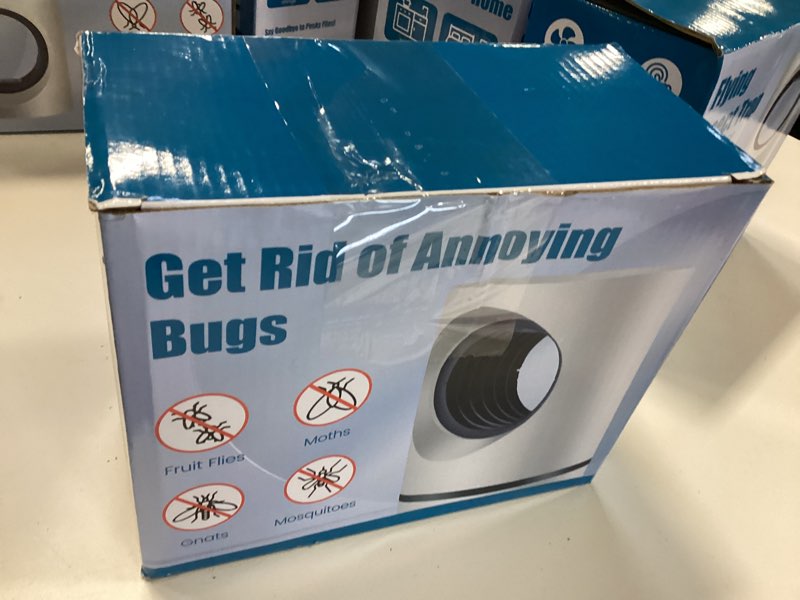 Say Goodbye to Pesky Flies!
home
Flying
Get Rid of Annoying
Bugs
Fruit Flies
Moths
Gnats
Mosquitoes